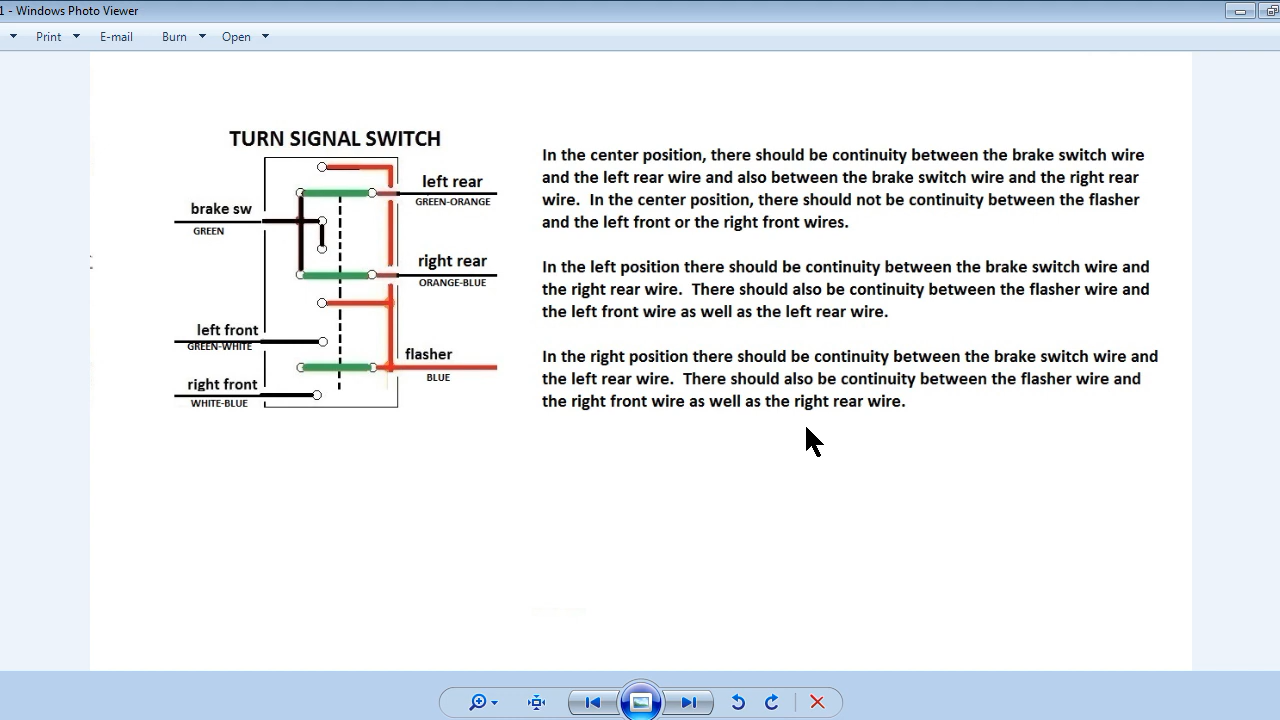 1 - Windows Photo Viewer
Print E-mail Burn Open
TURN SIGNAL SWITCH
left rear
GREEN-ORANGE
brake sw
GREEN
right rear
ORANGE-BLUE
left front
GREEN-WHITE
flasher
BLUE
right front
WHITE-BLUE
In the center position, there should be continuity between the brake switch wire
and the left rear wire and also between the brake switch wire and the right rear
wire. In the center position, there should not be continuity between the flasher
and the left front or the right front wires.
In the left position there should be continuity between the brake switch wire and
the right rear wire. There should also be continuity between the flasher wire and
the left front wire as well as the left rear wire.
In the right position there should be continuity between the brake switch wire and
the left rear wire. There should also be continuity between the flasher wire and
the right front wire as well as the right rear wire.